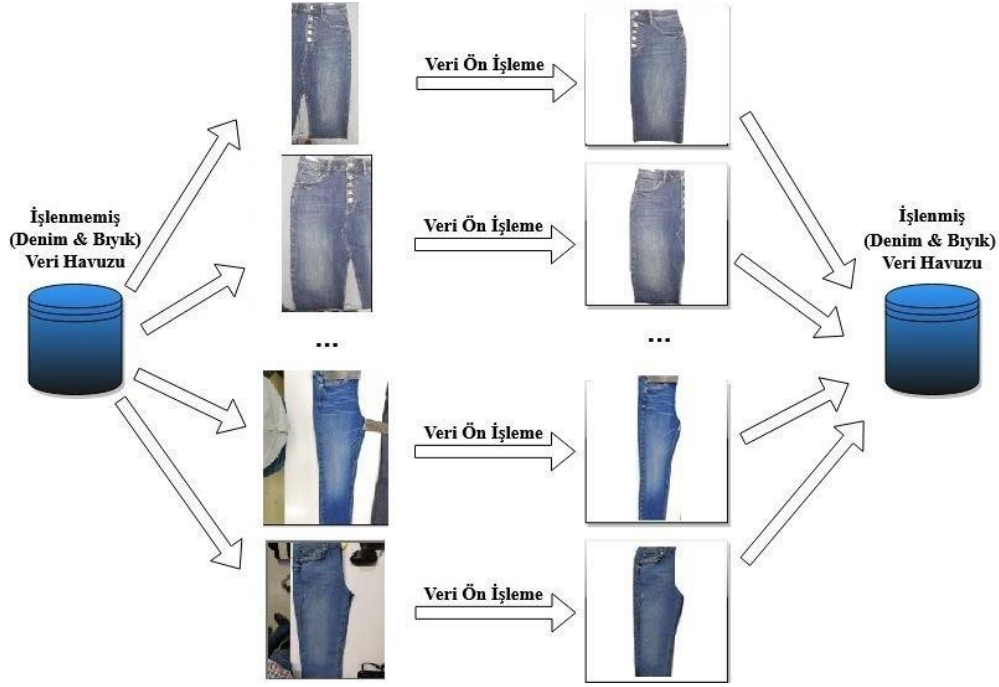 Veri Ön İşleme
Veri Ön İşleme
İşlenmemiş
(Denim & Bıyık)
Veri Havuzu
İşlenmiş
(Denim & Bıyık)
Veri Havuzu
...
...
Veri Ön İşleme
Veri Ön İşleme